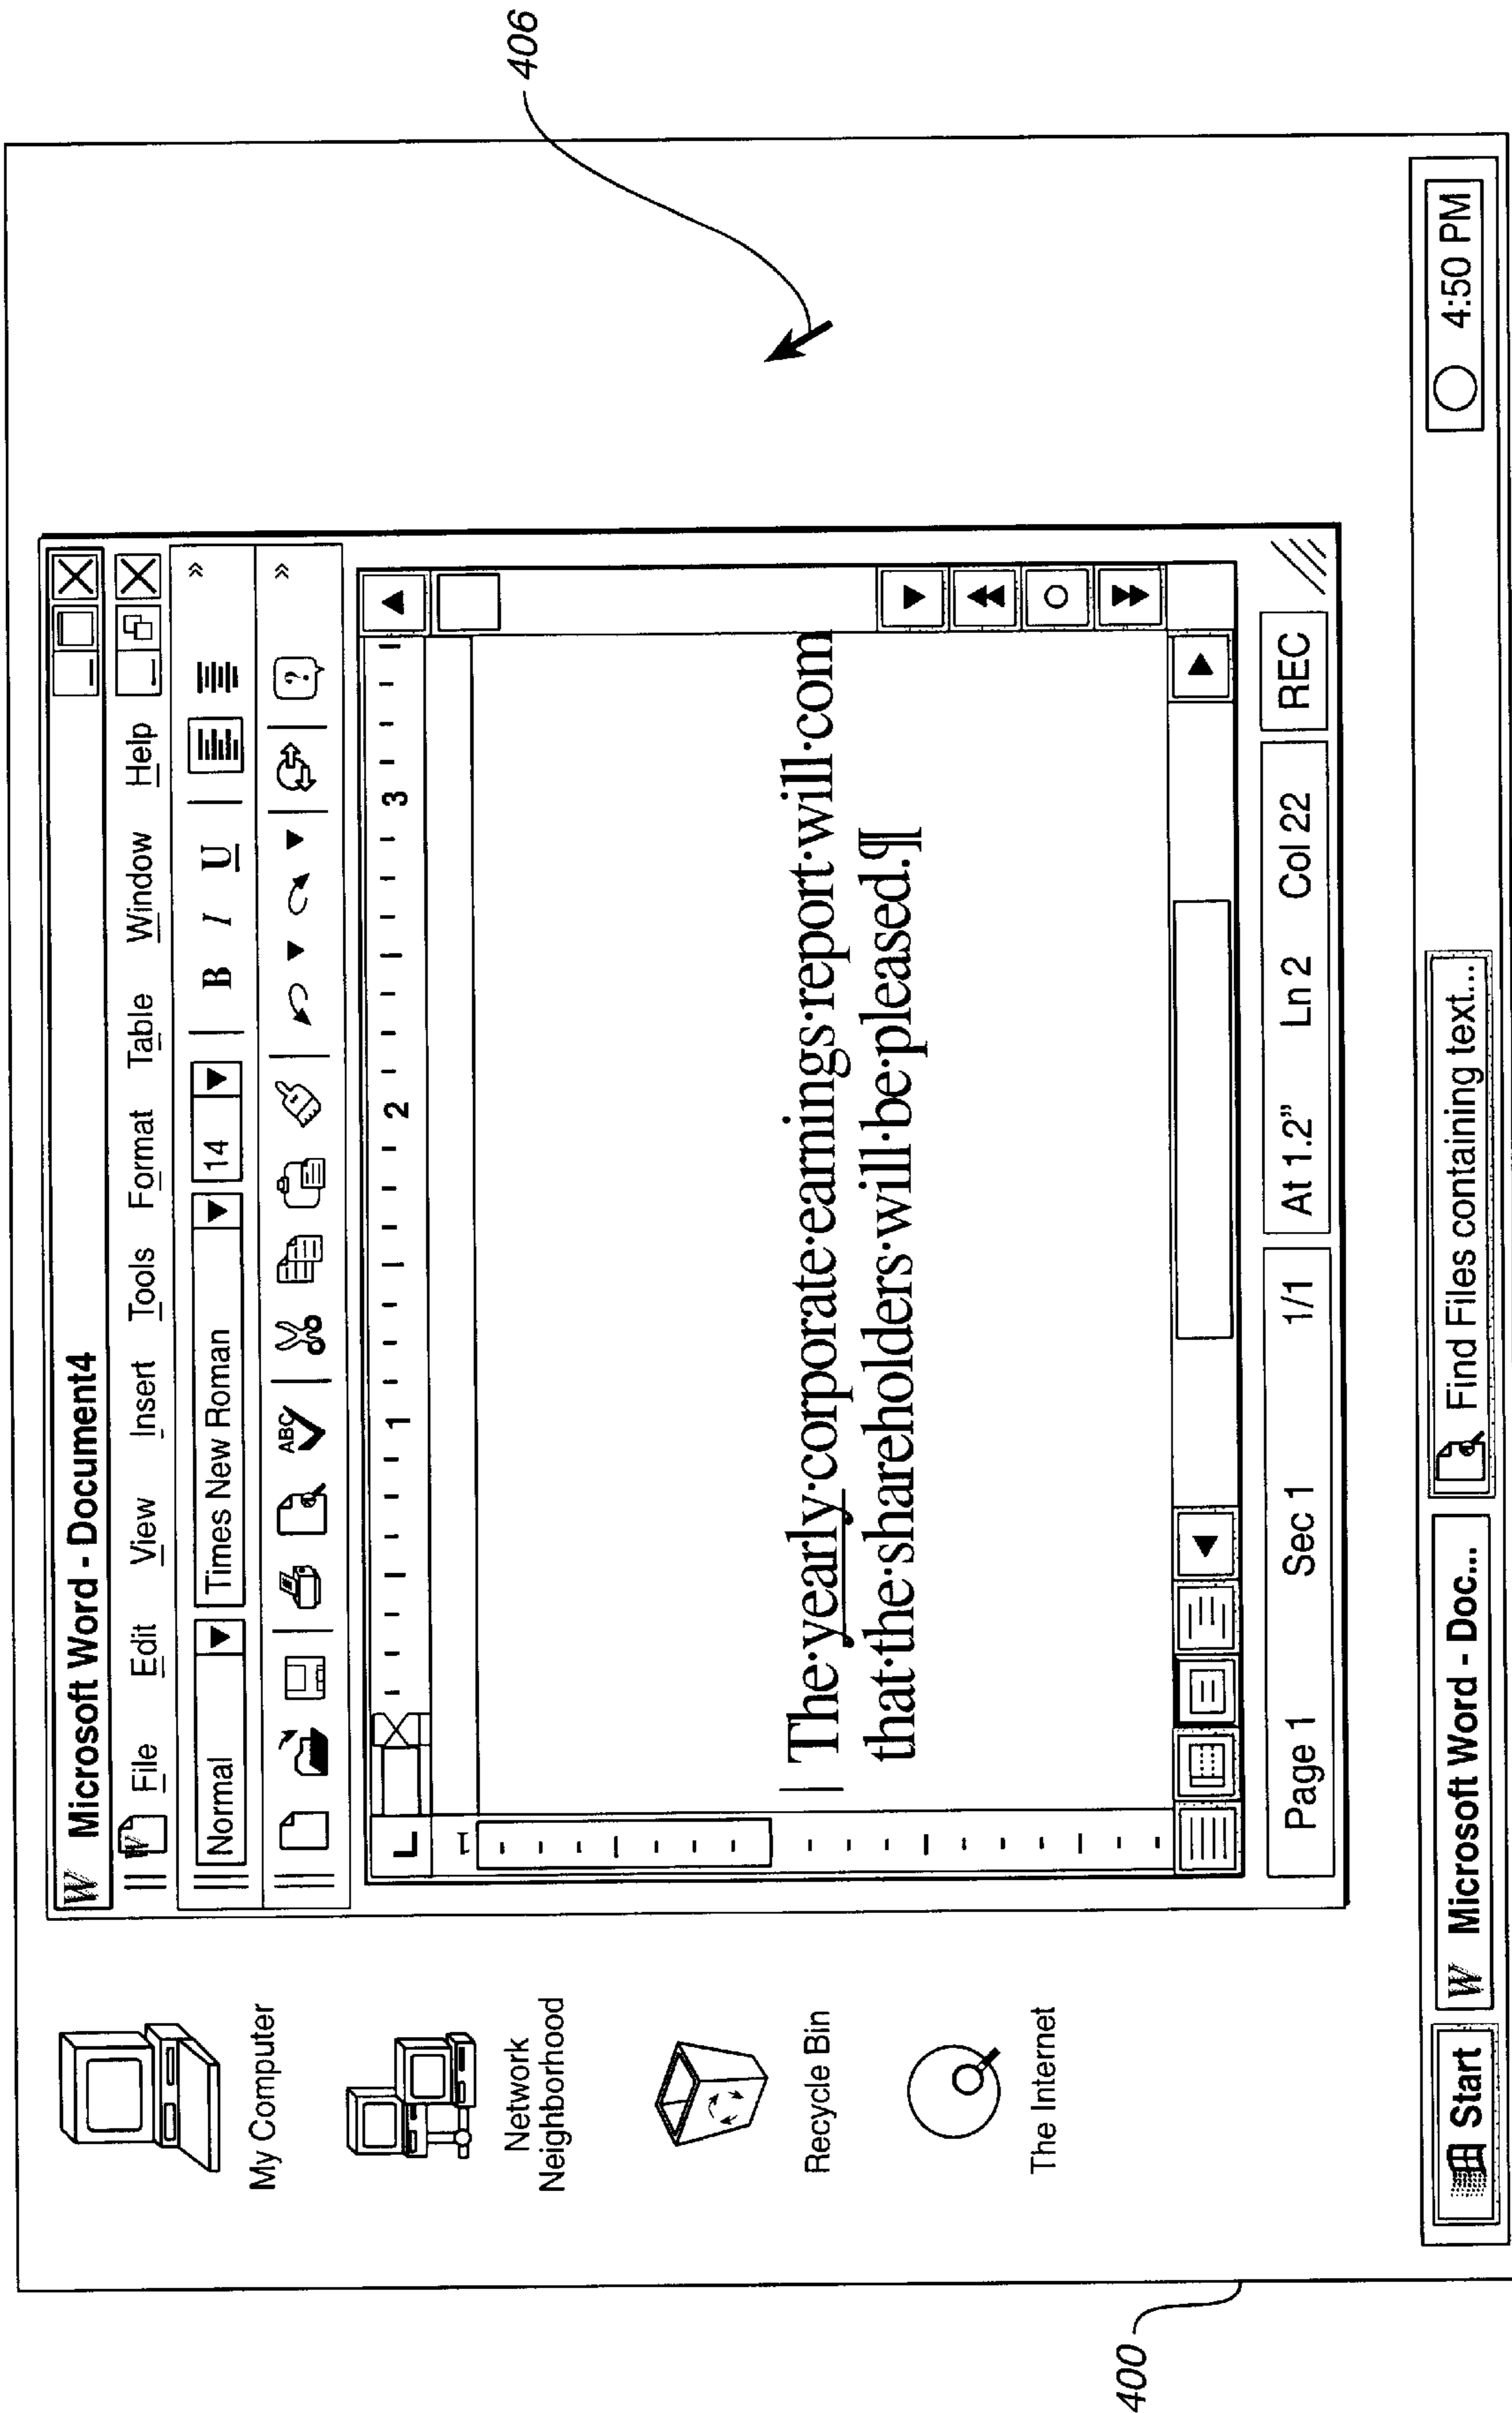 406
W Microsoft Word - Document4
W File Edit View Insert Tools Format Table Window Help
Normal Times New Roman 14 B I U »
ABC ? »
L 1 2 3
1
The·yearly·corporate·earnings·report·will·com
that·the·shareholders·will·be·pleased.¶
Page 1 Sec 1 1/1 At 1.2” Ln 2 Col 22 REC
My Computer
Network
Neighborhood
Recycle Bin
The Internet
Start W Microsoft Word - Doc... Find Files containing text... 4:50 PM
400